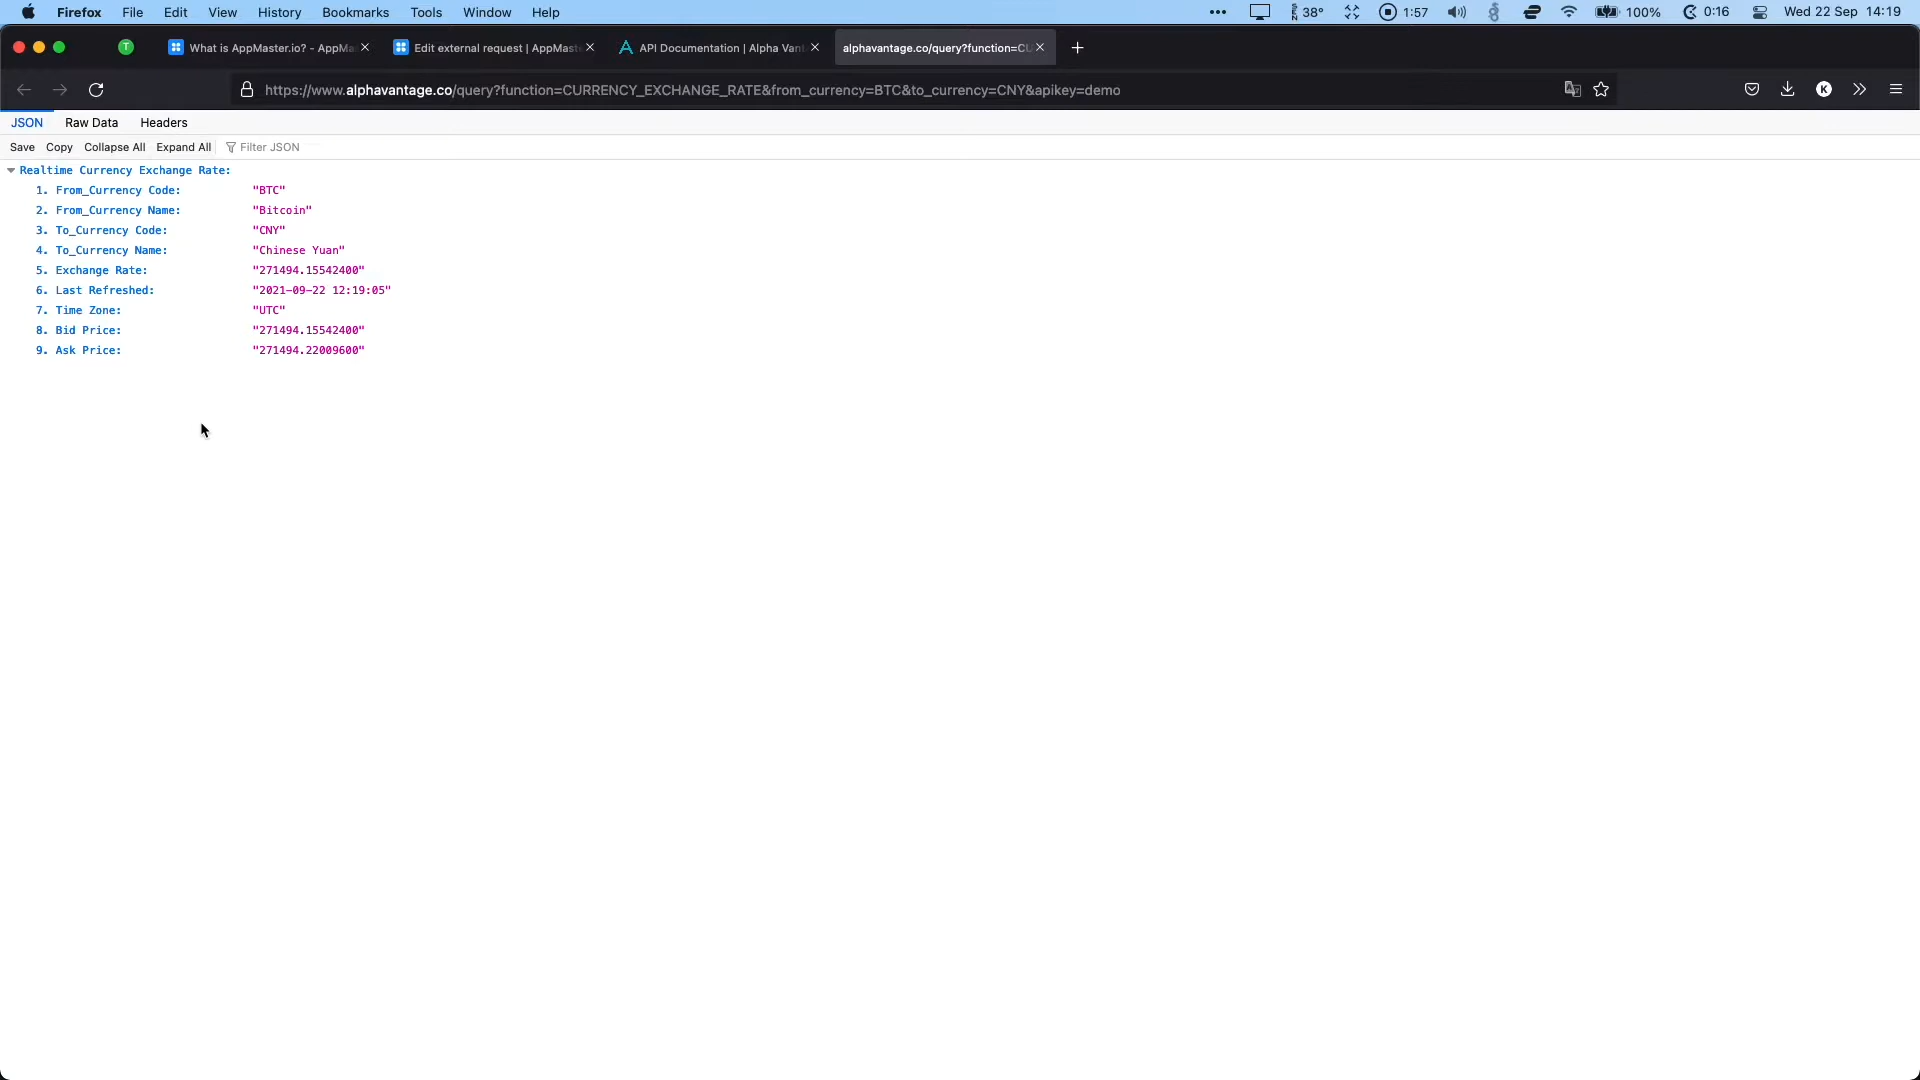 Firefox File Edit View History Bookmarks Tools Window Help ••• 38° 1:57 100% 0:16 Wed 22 Sep 14:19
T What is AppMaster.io? - AppMa Edit external request | AppMast API Documentation | Alpha Van alphavantage.co/query?function=CU
https://www.alphavantage.co/query?function=CURRENCY_EXCHANGE_RATE&from_currency=BTC&to_currency=CNY&apikey=demo K
JSON Raw Data Headers
Save Copy Collapse All Expand All Filter JSON
Realtime Currency Exchange Rate:
1. From_Currency Code: "BTC"
2. From_Currency Name: "Bitcoin"
3. To_Currency Code: "CNY"
4. To_Currency Name: "Chinese Yuan"
5. Exchange Rate: "271494.15542400"
6. Last Refreshed: "2021-09-22 12:19:05"
7. Time Zone: "UTC"
8. Bid Price: "271494.15542400"
9. Ask Price: "271494.22009600"